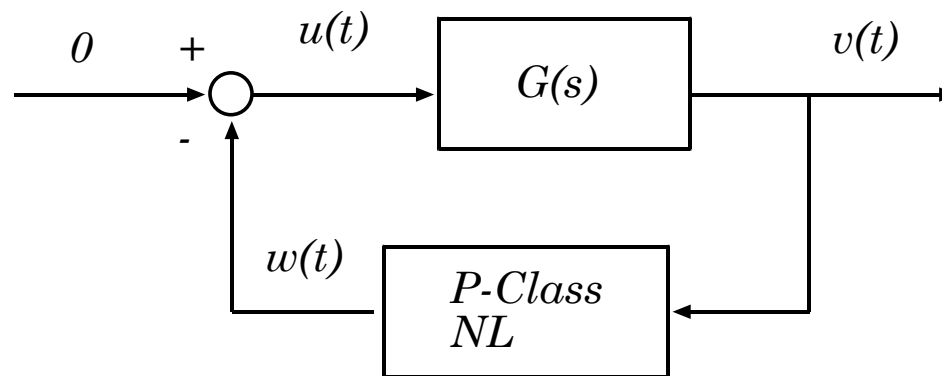 0
+
u(t)
G(s)
v(t)
-
w(t)
P-Class
NL